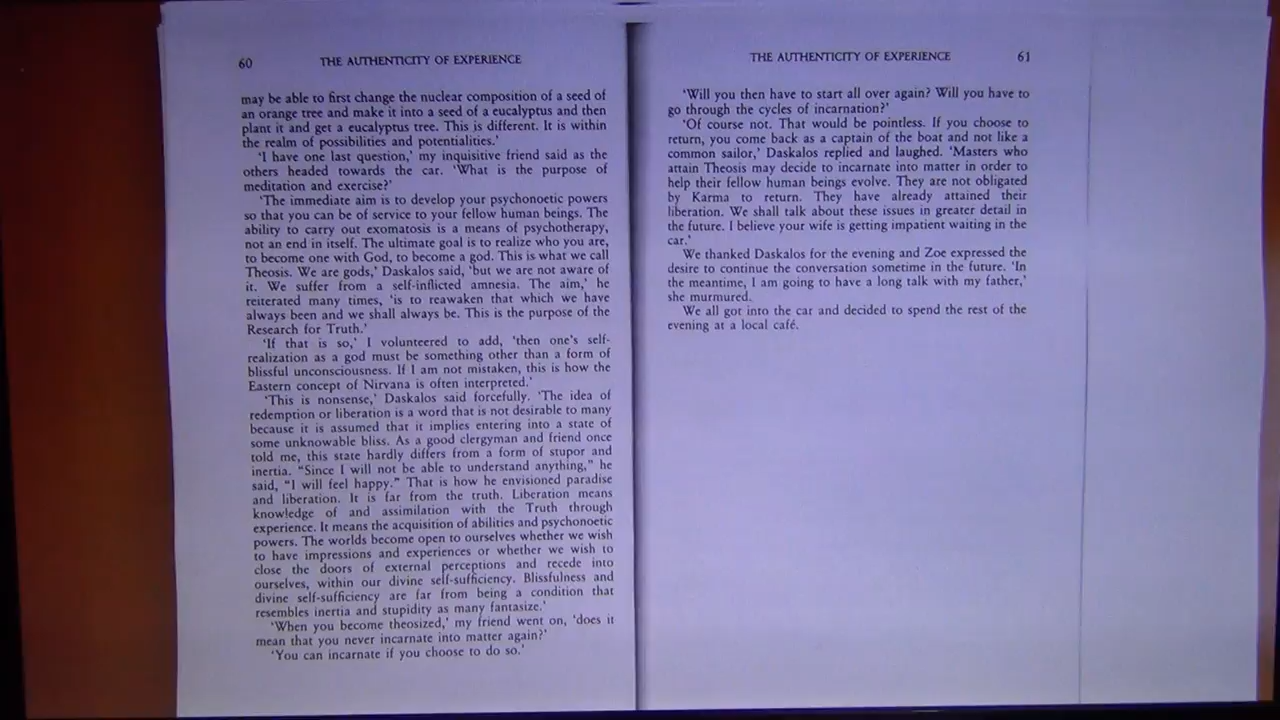 60 THE AUTHENTICITY OF EXPERIENCE
may be able to first change the nuclear composition of a seed of
an orange tree and make it into a seed of a eucalyptus and then
plant it and get a eucalyptus tree. This is different. It is within
the realm of possibilities and potentialities.’
‘I have one last question,’ my inquisitive friend said as the
others headed towards the car. ‘What is the purpose of
meditation and exercise?’
‘The immediate aim is to develop your psychonoetic powers
so that you can be of service to your fellow human beings. The
ability to carry out exomatosis is a means of psychotherapy,
not an end in itself. The ultimate goal is to realize who you are,
to become one with God, to become a god. This is what we call
Theosis. We are gods,’ Daskalos said, ‘but we are not aware of
it. We suffer from a self-inflicted amnesia. The aim,’ he
reiterated many times, ‘is to reawaken that which we have
always been and we shall always be. This is the purpose of the
Research for Truth.’
‘If that is so,’ I volunteered to add, ‘then one’s self-
realization as a god must be something other than a form of
blissful unconsciousness. If I am not mistaken, this is how the
Eastern concept of Nirvana is often interpreted.’
‘This is nonsense,’ Daskalos said forcefully. ‘The idea of
redemption or liberation is a word that is not desirable to many
because it is assumed that it implies entering into a state of
some unknowable bliss. As a good clergyman and friend once
told me, this state hardly differs from a form of stupor and
inertia. “Since I will not be able to understand anything,” he
said, “I will feel happy.” That is how he envisioned paradise
and liberation. It is far from the truth. Liberation means
knowledge of and assimilation with the Truth through
experience. It means the acquisition of abilities and psychonoetic
powers. The worlds become open to ourselves whether we wish
to have impressions and experiences or whether we wish to
close the doors of external perceptions and recede into
ourselves, within our divine self-sufficiency. Blissfulness and
divine self-sufficiency are far from being a condition that
resembles inertia and stupidity as many fantasize.’
‘When you become theosized,’ my friend went on, ‘does it
mean that you never incarnate into matter again?’
‘You can incarnate if you choose to do so.’
THE AUTHENTICITY OF EXPERIENCE 61
‘Will you then have to start all over again? Will you have to
go through the cycles of incarnation?’
‘Of course not. That would be pointless. If you choose to
return, you come back as a captain of the boat and not like a
common sailor,’ Daskalos replied and laughed. ‘Masters who
attain Theosis may decide to incarnate into matter in order to
help their fellow human beings evolve. They are not obligated
by Karma to return. They have already attained their
liberation. We shall talk about these issues in greater detail in
the future. I believe your wife is getting impatient waiting in the
car.’
We thanked Daskalos for the evening and Zoe expressed the
desire to continue the conversation sometime in the future. ‘In
the meantime, I am going to have a long talk with my father,’
she murmured.
We all got into the car and decided to spend the rest of the
evening at a local café.